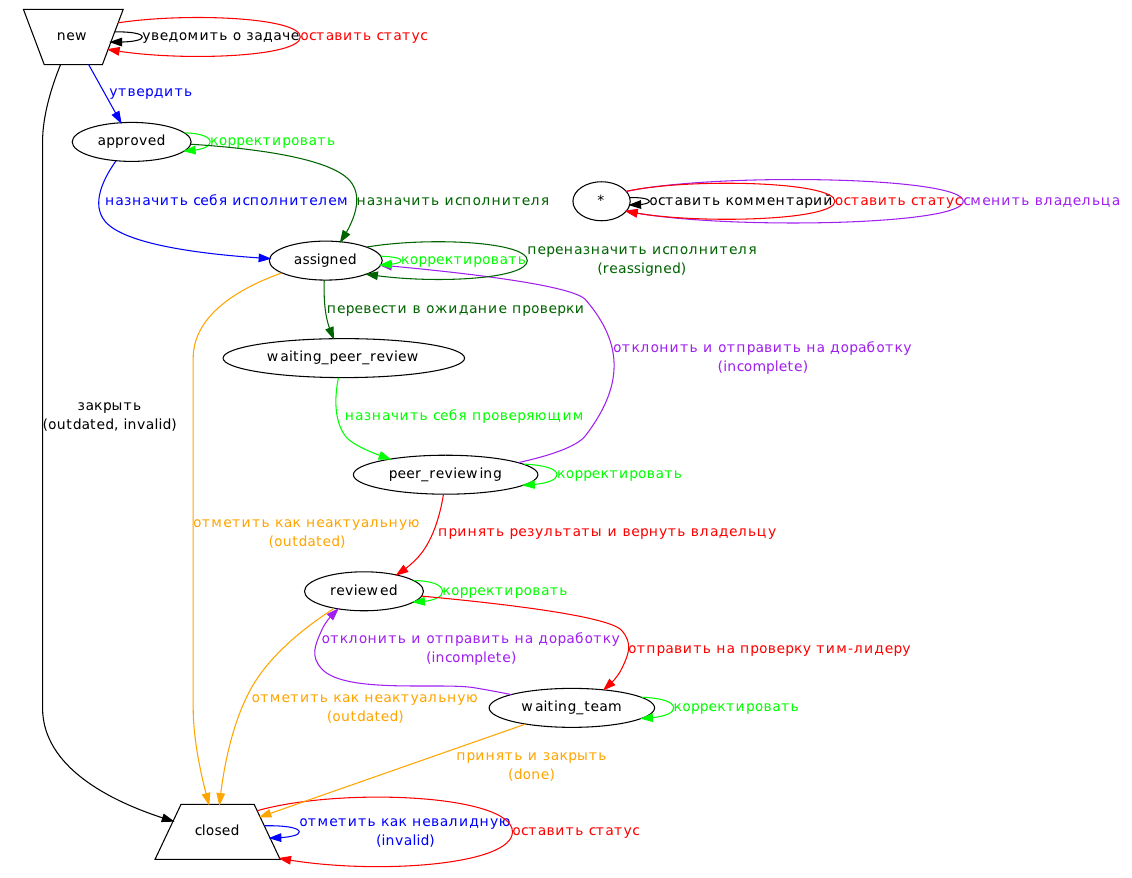 new
уведомить о задаче
оставить статус
утвердить
approved
корректировать
назначить себя исполнителем
назначить исполнителя
*
оставить комментарий
оставить статус
сменить владельца
assigned
корректировать
переназначить исполнителя
(reassigned)
перевести в ожидание проверки
waiting_peer_review
отклонить и отправить на доработку
(incomplete)
закрыть
(outdated, invalid)
назначить себя проверяющим
peer_reviewing
корректировать
отметить как неактуальную
(outdated)
принять результаты и вернуть владельцу
reviewed
корректировать
отклонить и отправить на доработку
(incomplete)
отправить на проверку тим-лидеру
отметить как неактуальную
(outdated)
waiting_team
корректировать
принять и закрыть
(done)
closed
отметить как невалидную
(invalid)
оставить статус